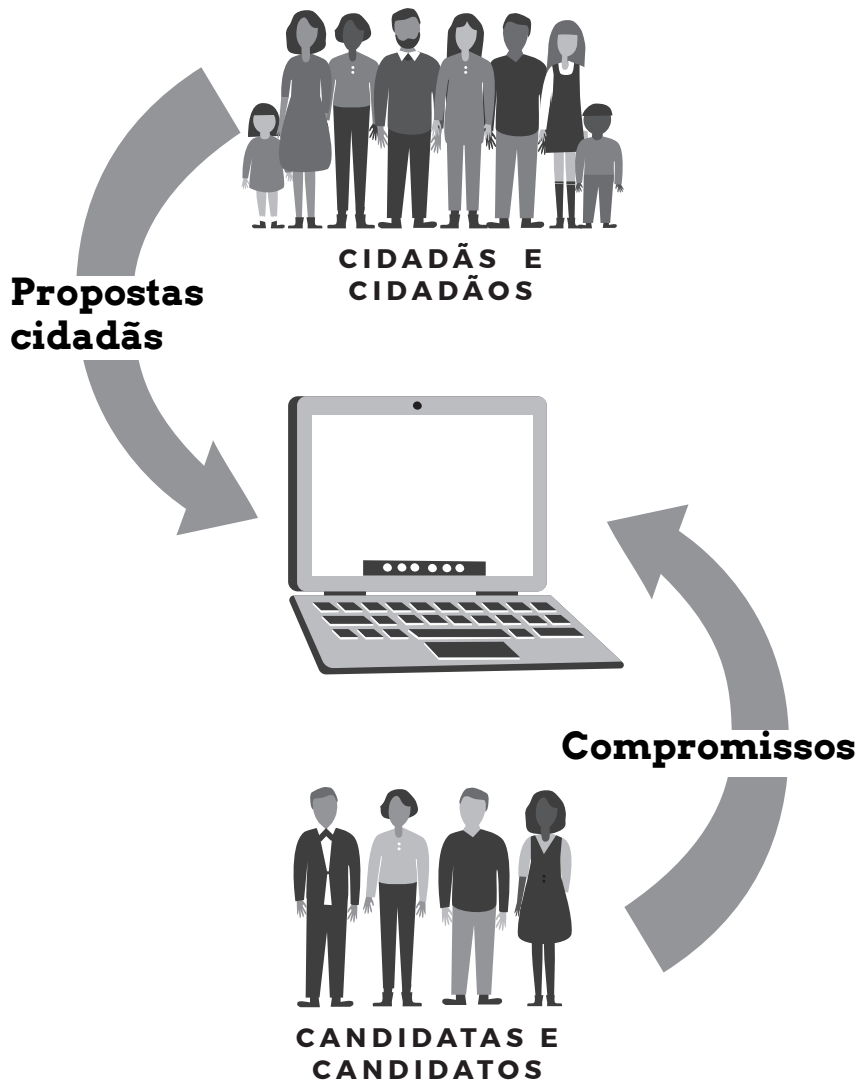 CIDADÃS E
CIDADÃOS
Propostas
cidadãs
Compromissos
CANDIDATAS E
CANDIDATOS